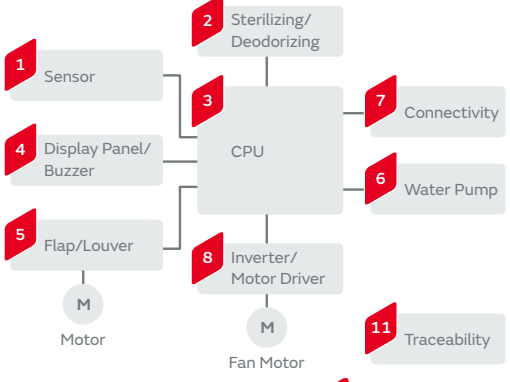 2
Sterilizing/
Deodorizing
1
Sensor
3
CPU
7
Connectivity
4
Display Panel/
Buzzer
6
Water Pump
5
Flap/Louver
8
Inverter/
Motor Driver
M
Motor
M
Fan Motor
11
Traceability